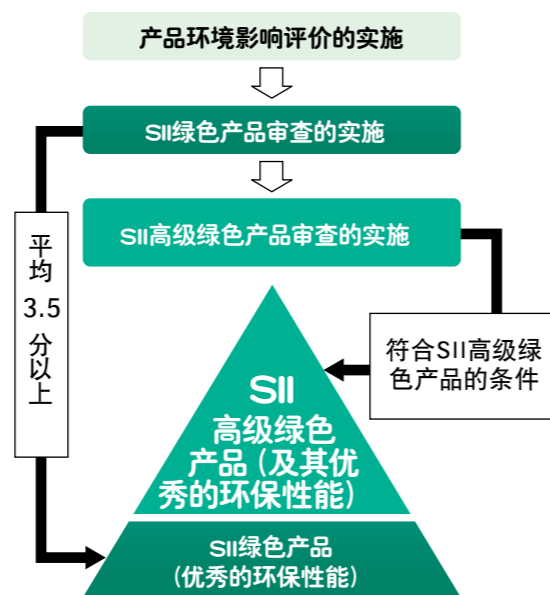 产品环境影响评价的实施
SII绿色产品审查的实施
SII高级绿色产品审查的实施
平均
3.5
分以上
符合SII高级绿
色产品的条件
SII
高级绿色
产品（及其优
秀的环保性能）
SII绿色产品
（优秀的环保性能）